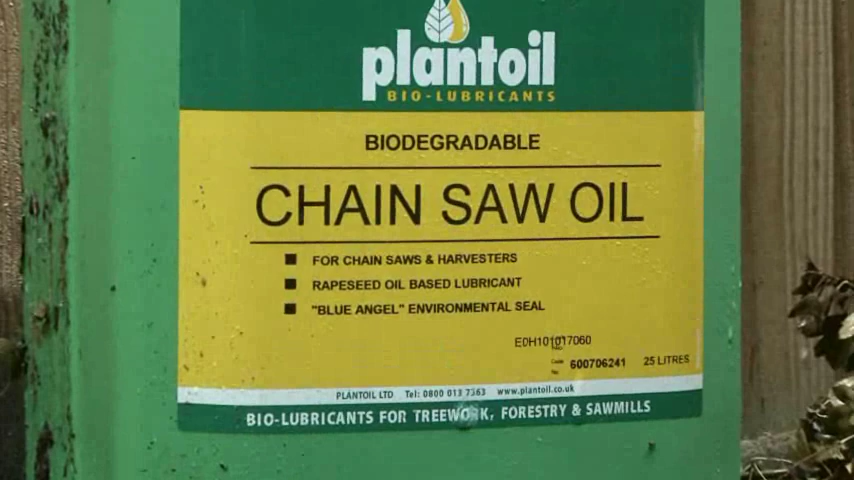 plantoil
BIO-LUBRICANTS
BIODEGRADABLE
CHAIN SAW OIL
FOR CHAIN SAWS & HARVESTERS
RAPESEED OIL BASED LUBRICANT
"BLUE ANGEL" ENVIRONMENTAL SEAL
E0H101017060
Code No 600706241 25 LITRES
PLANTOIL LTD Tel: 0800 013 7363 www.plantoil.co.uk
BIO-LUBRICANTS FOR TREEWORK, FORESTRY & SAWMILLS